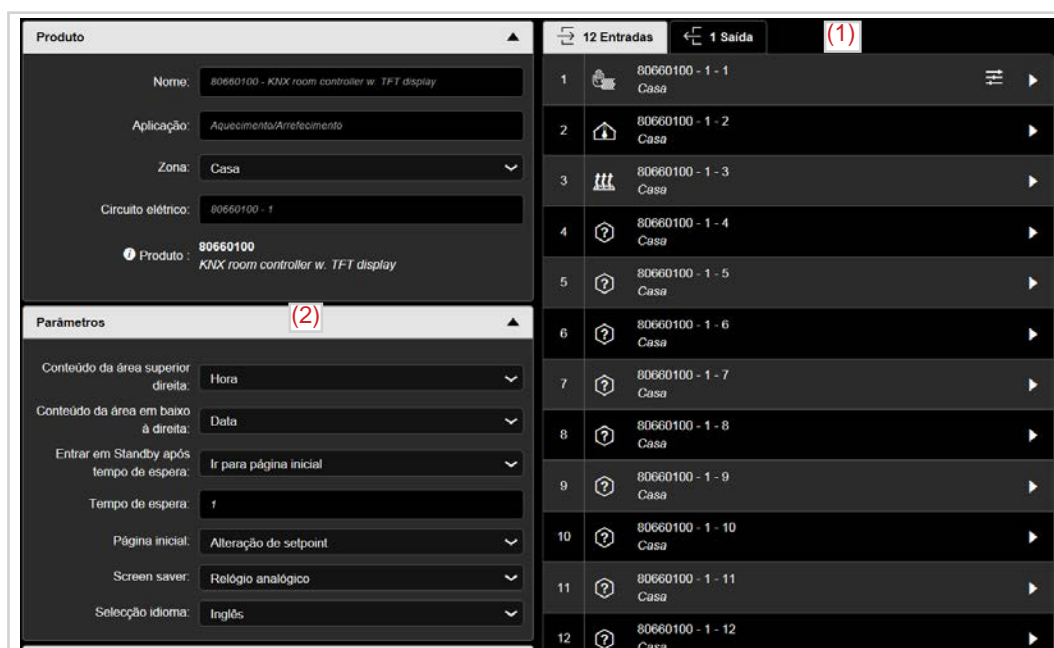 Produto
Nome: 80660100 - KNX room controller w. TFT display
Aplicação: Aquecimento/Arrefecimento
Zona: Casa
Circuito elétrico: 80660100 - 1
Produto : 80660100
KNX room controller w. TFT display
Parâmetros (2)
Conteúdo da área superior
direita: Hora
Conteúdo da área em baixo
à direita: Data
Entrar em Standby após
tempo de espera: Ir para página inicial
Tempo de espera: 1
Página inicial: Alteração de setpoint
Screen saver: Relógio analógico
Selecção idioma: Inglês
12 Entradas 1 Saída (1)
1 80660100 - 1 - 1
Casa
2 80660100 - 1 - 2
Casa
3 80660100 - 1 - 3
Casa
4 80660100 - 1 - 4
Casa
5 80660100 - 1 - 5
Casa
6 80660100 - 1 - 6
Casa
7 80660100 - 1 - 7
Casa
8 80660100 - 1 - 8
Casa
9 80660100 - 1 - 9
Casa
10 80660100 - 1 - 10
Casa
11 80660100 - 1 - 11
Casa
12 80660100 - 1 - 12
Casa